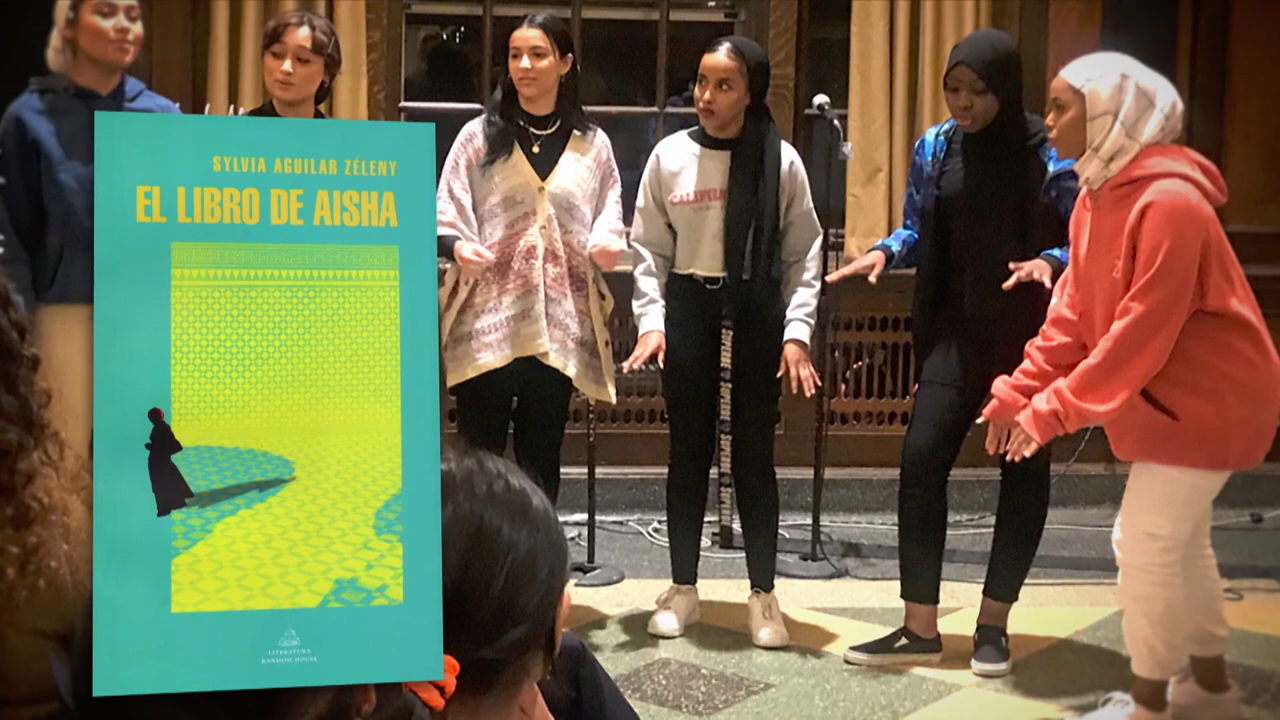 SYLVIA AGUILAR ZÉLENY
EL LIBRO DE AISHA
LITERATURA
RANDOM HOUSE